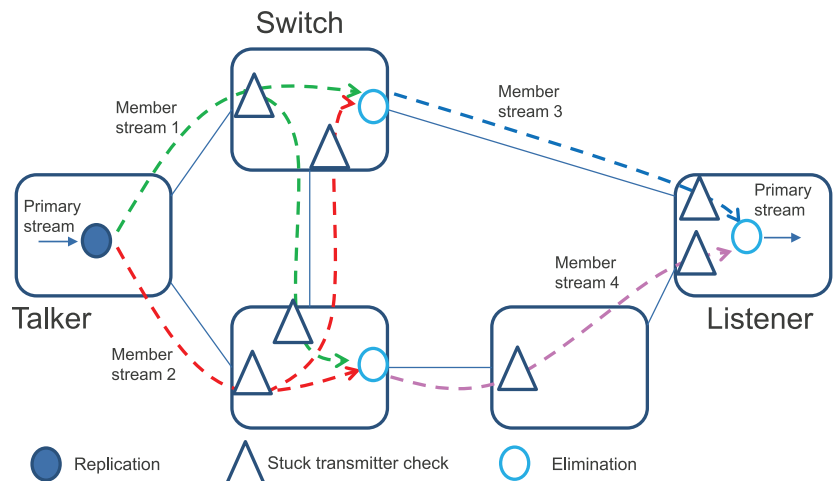 Switch
Member
stream 1
Member
stream 3
Primary
stream
Primary
stream
Talker
Member
stream 2
Member
stream 4
Listener
Replication
Stuck transmitter check
Elimination